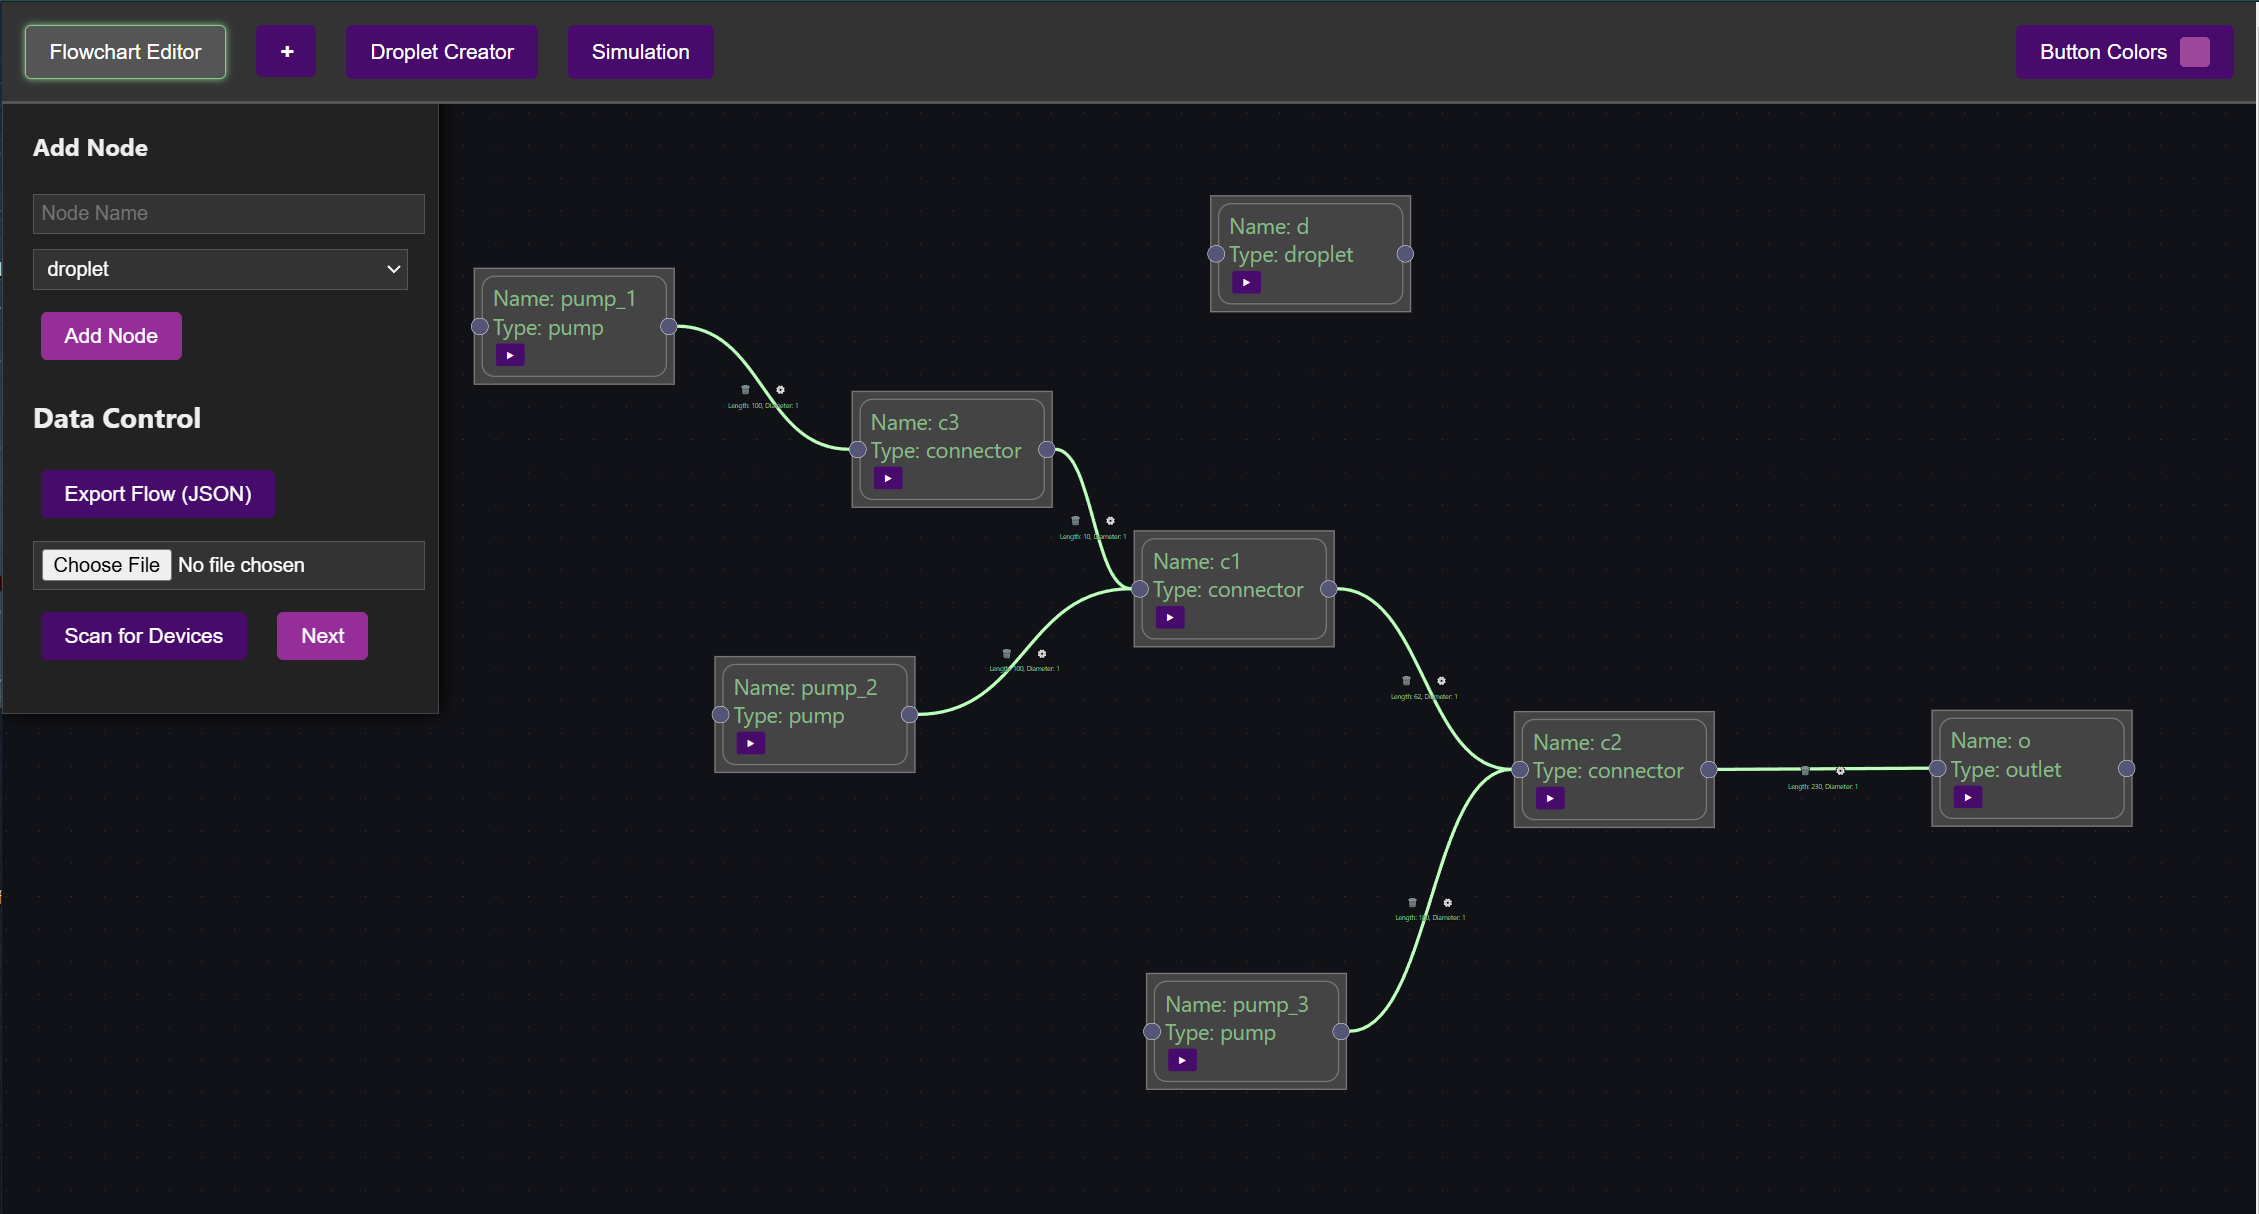 Flowchart Editor
+
Droplet Creator
Simulation
Button Colors
Add Node
Node Name
droplet
Add Node
Data Control
Export Flow (JSON)
Choose File No file chosen
Scan for Devices
Next
Name: d
Type: droplet
Name: pump_1
Type: pump
Length: 100, Diameter: 1
Name: c3
Type: connector
Length: 10, Diameter: 1
Name: c1
Type: connector
Length: 100, Diameter: 1
Name: pump_2
Type: pump
Length: 62, Diameter: 1
Name: c2
Type: connector
Length: 230, Diameter: 1
Name: o
Type: outlet
Length: Diameter: 1
Name: pump_3
Type: pump